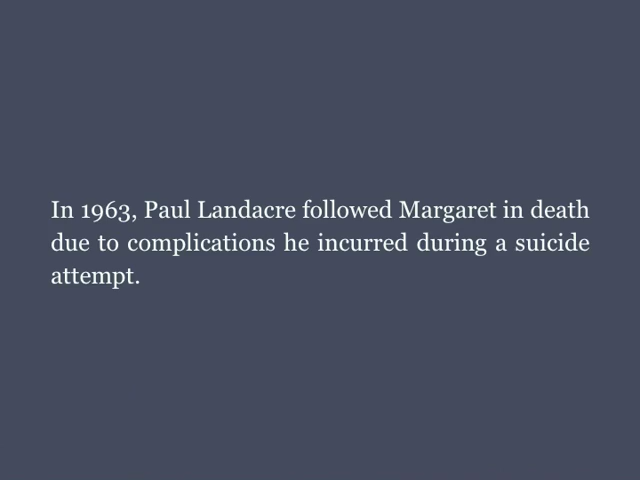 In 1963, Paul Landacre followed Margaret in death
due to complications he incurred during a suicide
attempt.